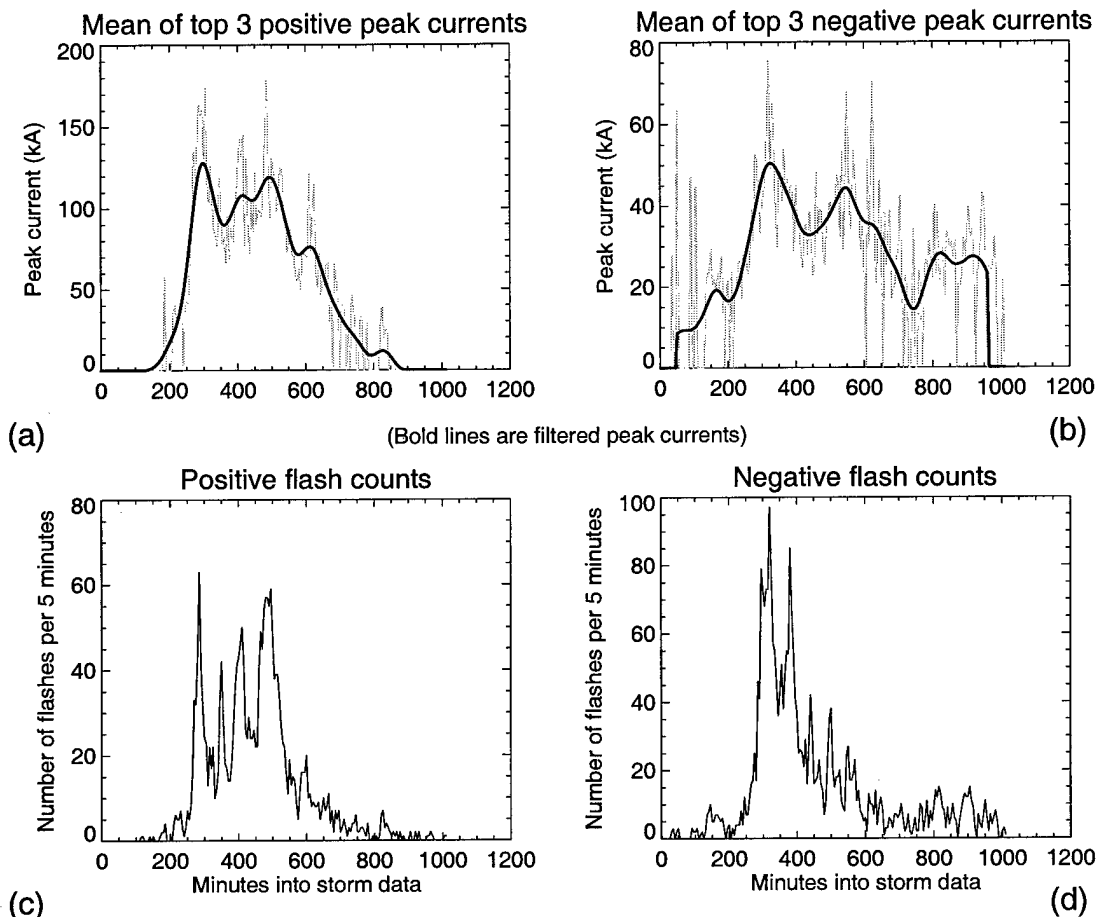 Mean of top 3 positive peak currents
Mean of top 3 negative peak currents
200
150
100
50
0
Peak current (kA)
0 200 400 600 800 1000 1200
80
60
40
20
0
Peak current (kA)
0 200 400 600 800 1000 1200
(a)
(Bold lines are filtered peak currents)
(b)
Positive flash counts
Negative flash counts
80
60
40
20
0
Number of flashes per 5 minutes
0 200 400 600 800 1000 1200
Minutes into storm data
100
80
60
40
20
0
Number of flashes per 5 minutes
0 200 400 600 800 1000 1200
Minutes into storm data
(c)
(d)